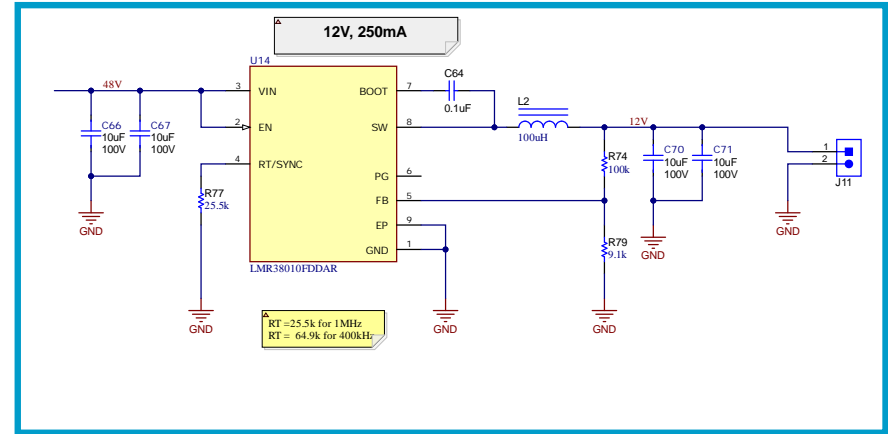 12V, 250mA
U14
48V
3 VIN
2 EN
4 RT/SYNC
BOOT 7
SW 8
PG 6
FB 5
EP 9
GND 1
LMR38010FDDAR
C66
10uF
100V
C67
10uF
100V
GND
R77
25.5k
GND
C64
0.1uF
L2
100uH
12V
R74
100k
R79
9.1k
GND
GND
C70
10uF
100V
C71
10uF
100V
GND
1
2
J11
GND
RT =25.5k for 1MHz
RT = 64.9k for 400kHz